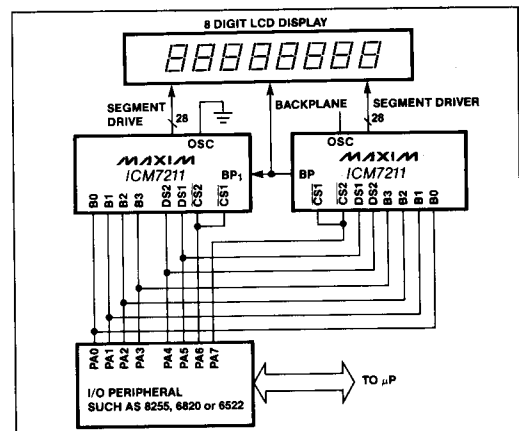 8 DIGIT LCD DISPLAY
SEGMENT DRIVE
28
BACKPLANE
SEGMENT DRIVER
28
OSC
MAXIM
ICM7211
BP1
B0 B1 B2 B3 DS2 DS1 CS2 CS1
OSC
BP
MAXIM
ICM7211
CS1 CS2 DS1 DS2 B3 B2 B1 B0
PA0 PA1 PA2 PA3 PA4 PA5 PA6 PA7
I/O PERIPHERAL
SUCH AS 8255, 6820 or 6522
TO μP